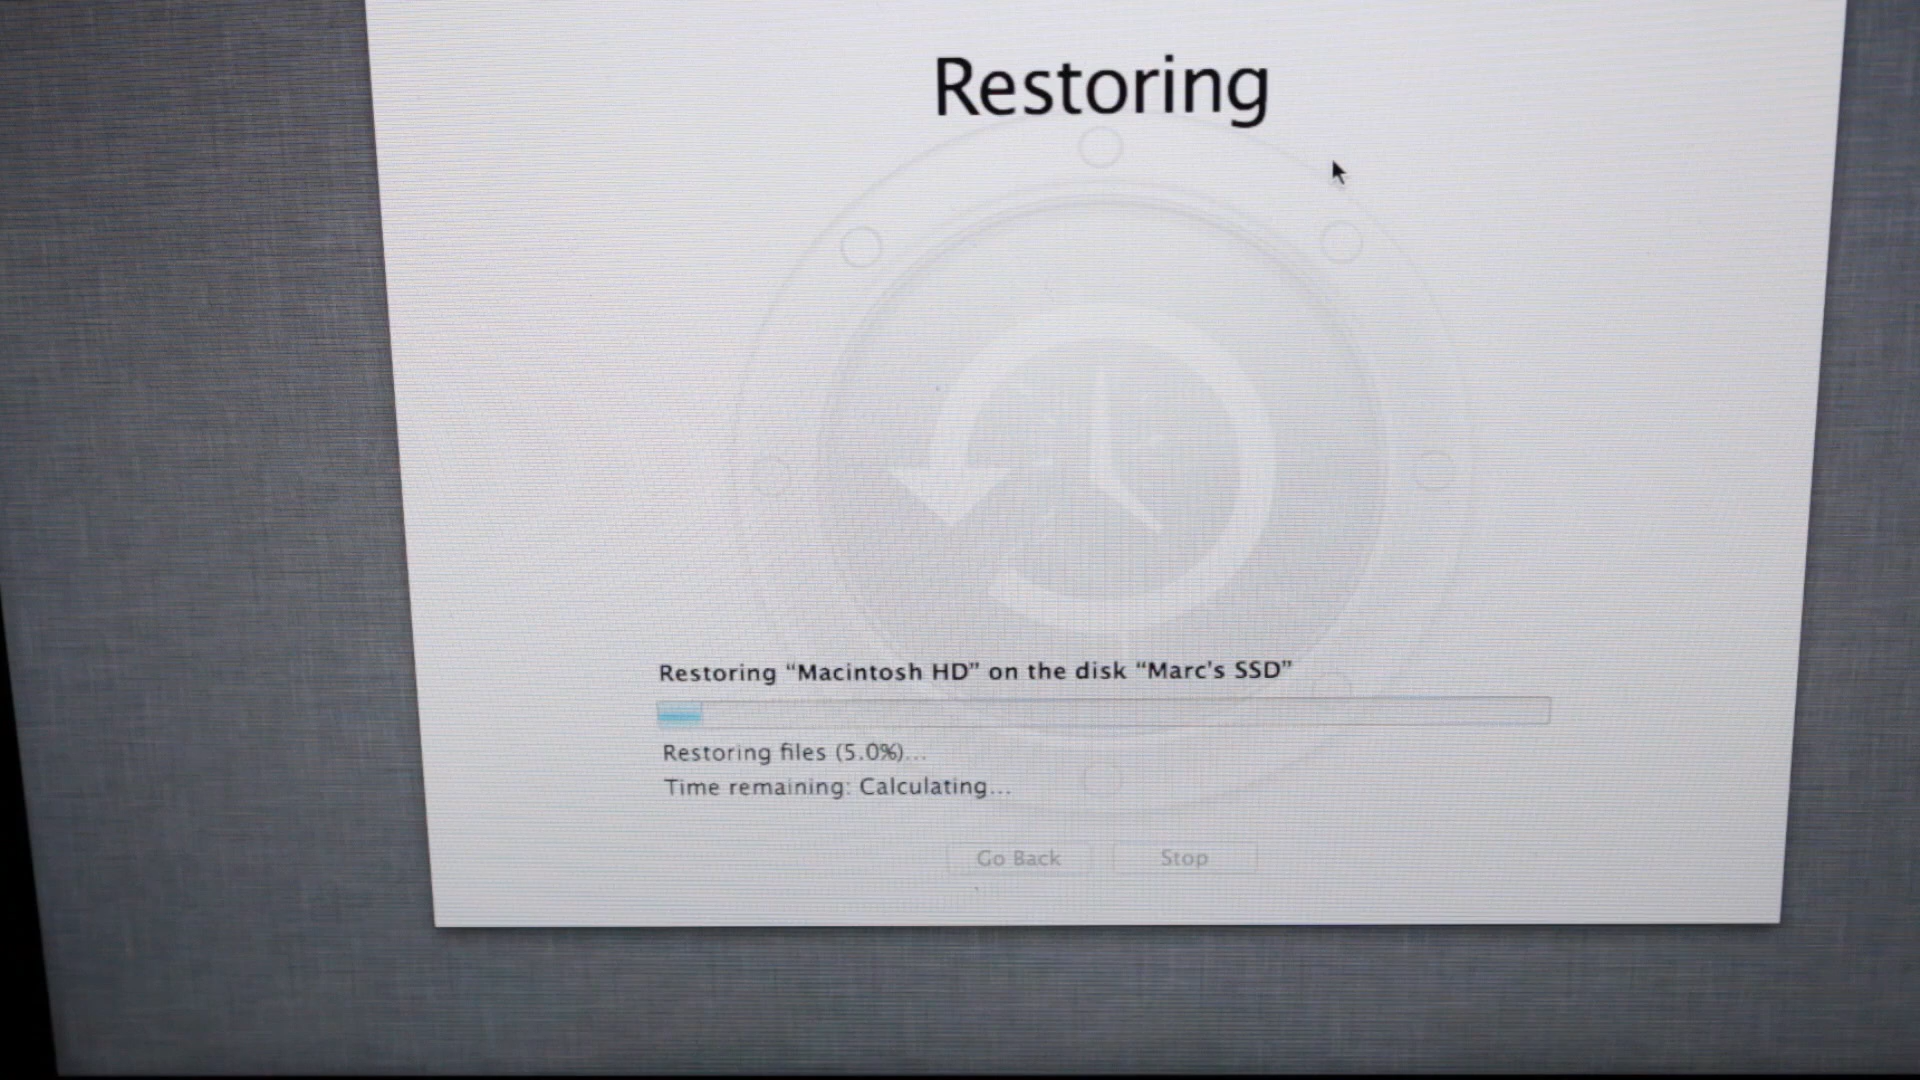 Restoring
Restoring “Macintosh HD” on the disk “Marc's SSD”
Restoring files (5.0%)...
Time remaining: Calculating...
Go Back
Stop